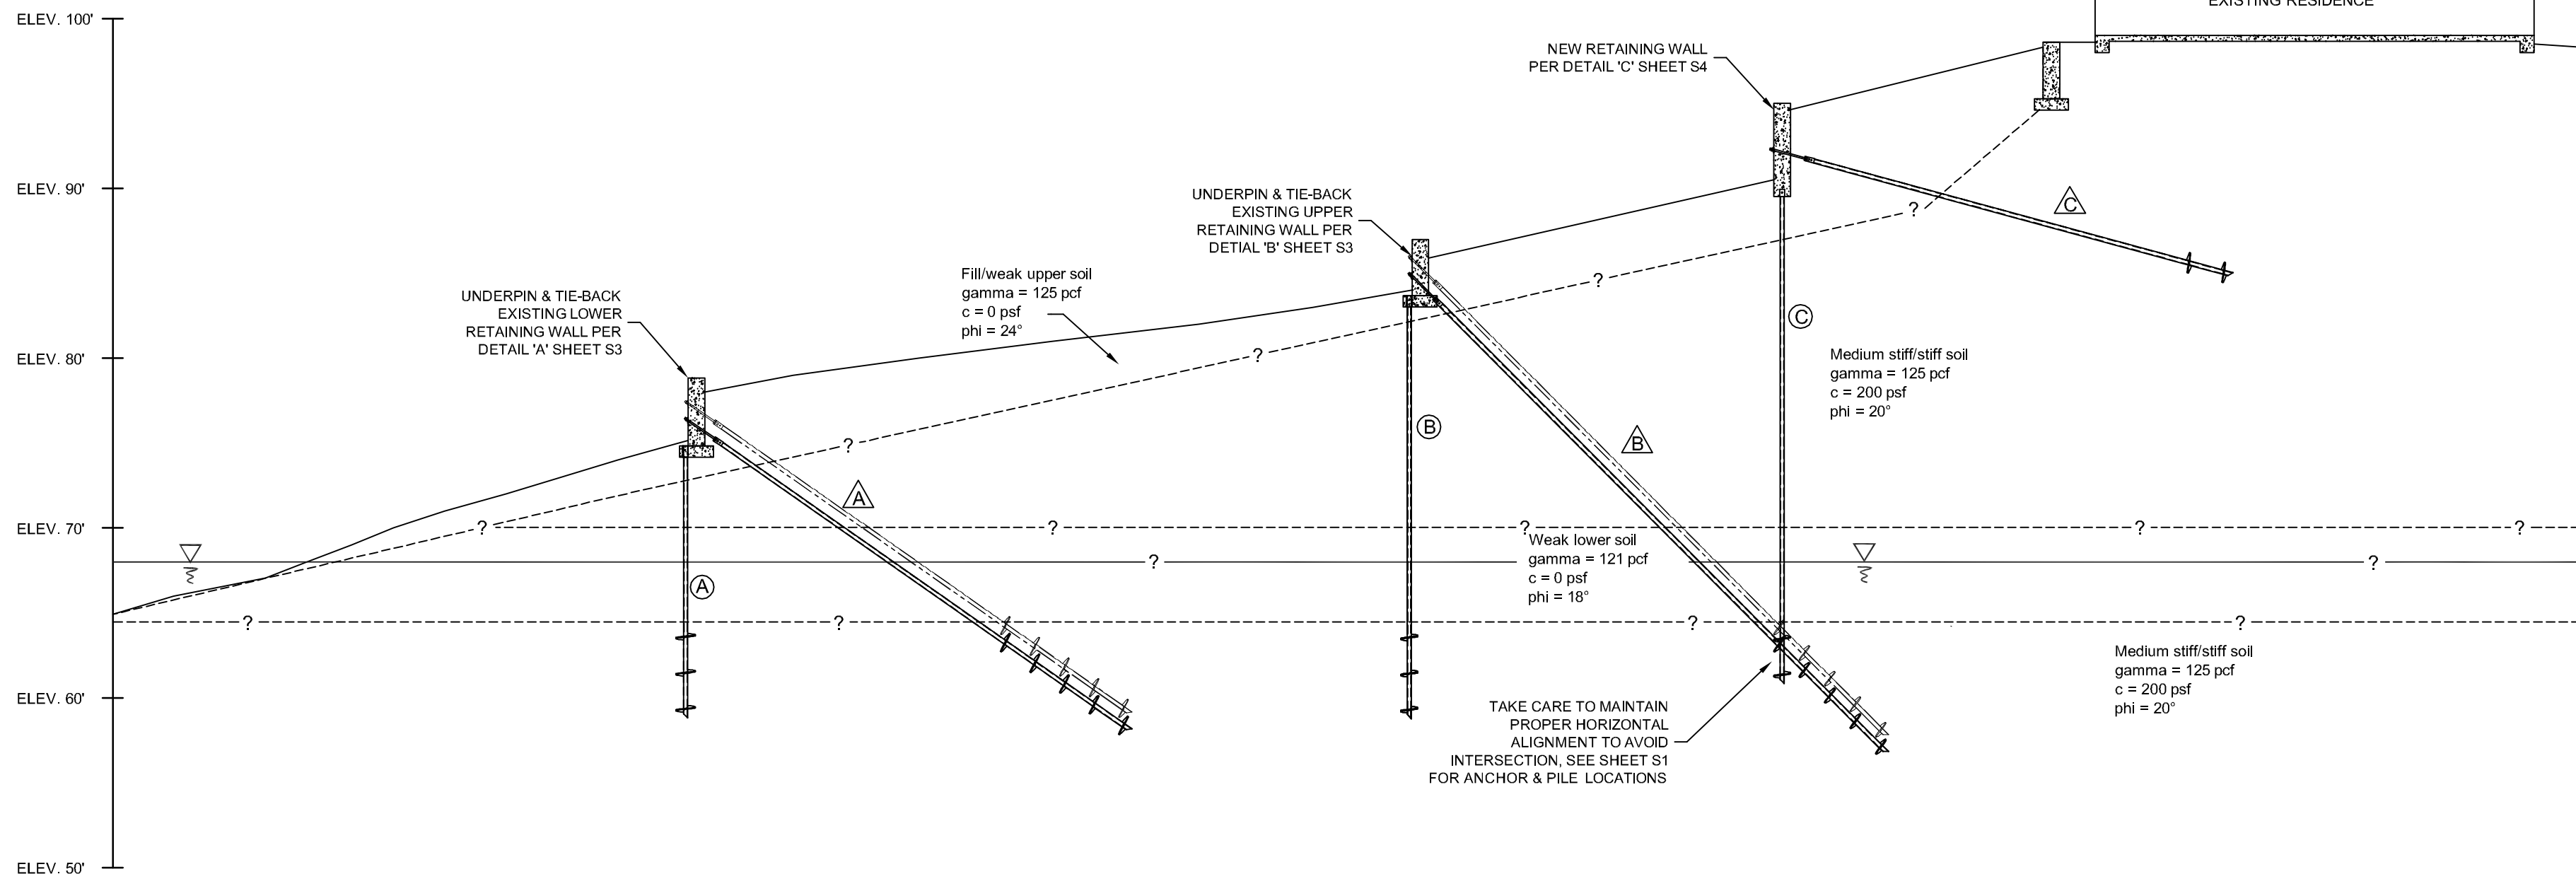 ELEV. 100'
EXISTING RESIDENCE
NEW RETAINING WALL
PER DETAIL 'C' SHEET S4
ELEV. 90'
UNDERPIN & TIE-BACK
EXISTING UPPER
RETAINING WALL PER
DETIAL 'B' SHEET S3
C
?
Fill/weak upper soil
gamma = 125 pcf
c = 0 psf
phi = 24°
?
UNDERPIN & TIE-BACK
EXISTING LOWER
RETAINING WALL PER
DETAIL 'A' SHEET S3
C
ELEV. 80'
?
Medium stiff/stiff soil
gamma = 125 pcf
c = 200 psf
phi = 20°
B
B
?
A
ELEV. 70'
?
?
?
?
?
Weak lower soil
gamma = 121 pcf
c = 0 psf
phi = 18°
?
?
A
?
?
?
?
Medium stiff/stiff soil
gamma = 125 pcf
c = 200 psf
phi = 20°
ELEV. 60'
TAKE CARE TO MAINTAIN
PROPER HORIZONTAL
ALIGNMENT TO AVOID
INTERSECTION, SEE SHEET S1
FOR ANCHOR & PILE LOCATIONS
ELEV. 50'